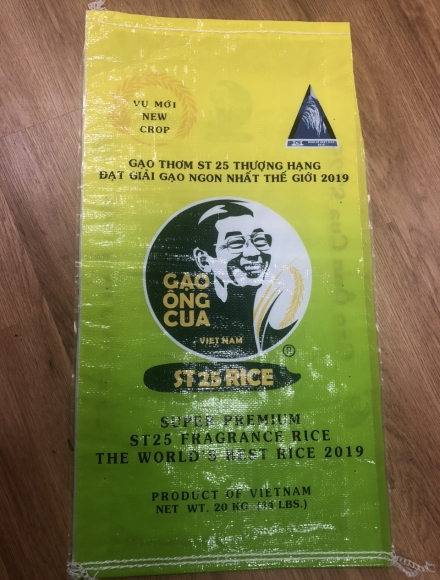 VỤ MỚI
NEW
CROP
GẠO THƠM ST 25 THƯỢNG HẠNG
ĐẠT GIẢI GẠO NGON NHẤT THẾ GIỚI 2019
GẠO
ÔNG
CUA
VIỆT NAM
ST25 RICE
SUPER PREMIUM
ST25 FRAGRANCE RICE
THE WORLD'S BEST RICE 2019
PRODUCT OF VIETNAM
NET WT. 20 KG (44 LBS.)